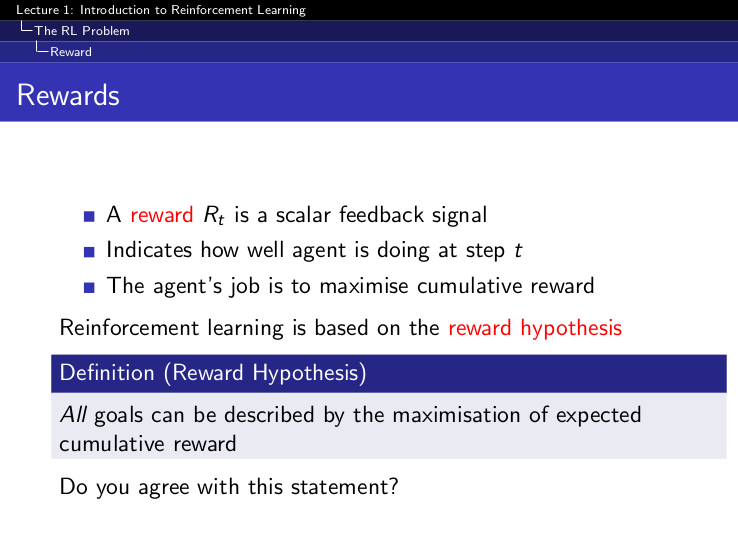 Lecture 1: Introduction to Reinforcement Learning
The RL Problem
Reward
Rewards
A reward Rt is a scalar feedback signal
Indicates how well agent is doing at step t
The agent's job is to maximise cumulative reward
Reinforcement learning is based on the reward hypothesis
Definition (Reward Hypothesis)
All goals can be described by the maximisation of expected
cumulative reward
Do you agree with this statement?